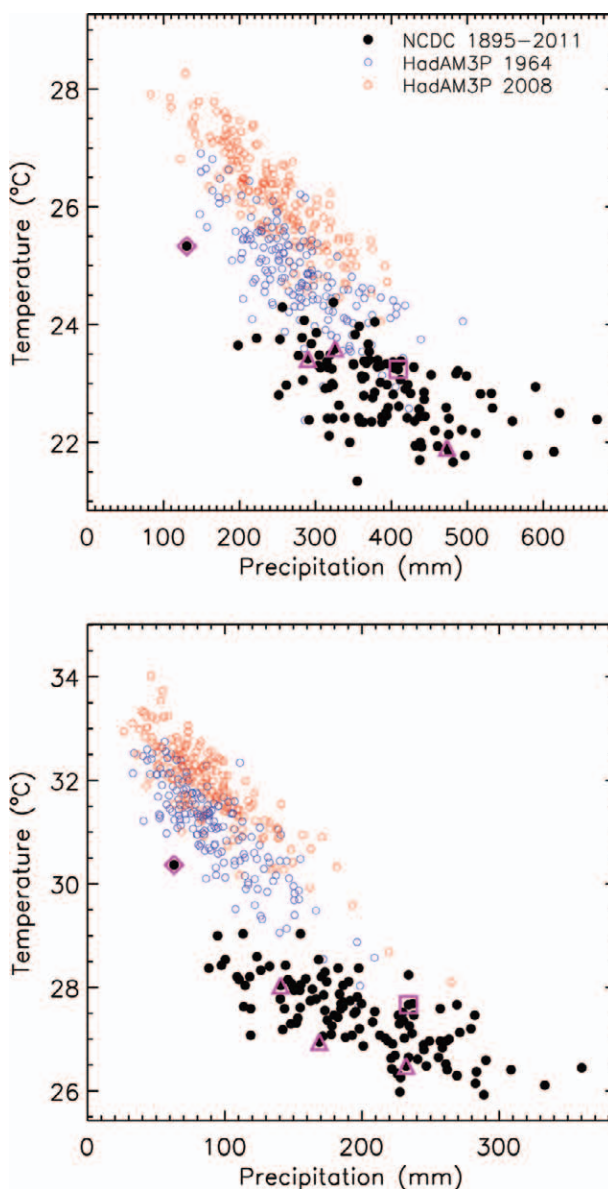 NCDC 1895-2011
HadAM3P 1964
HadAM3P 2008
28
26
24
22
Temperature (°C)
0 100 200 300 400 500 600
Precipitation (mm)
34
32
30
28
26
Temperature (°C)
0 100 200 300
Precipitation (mm)